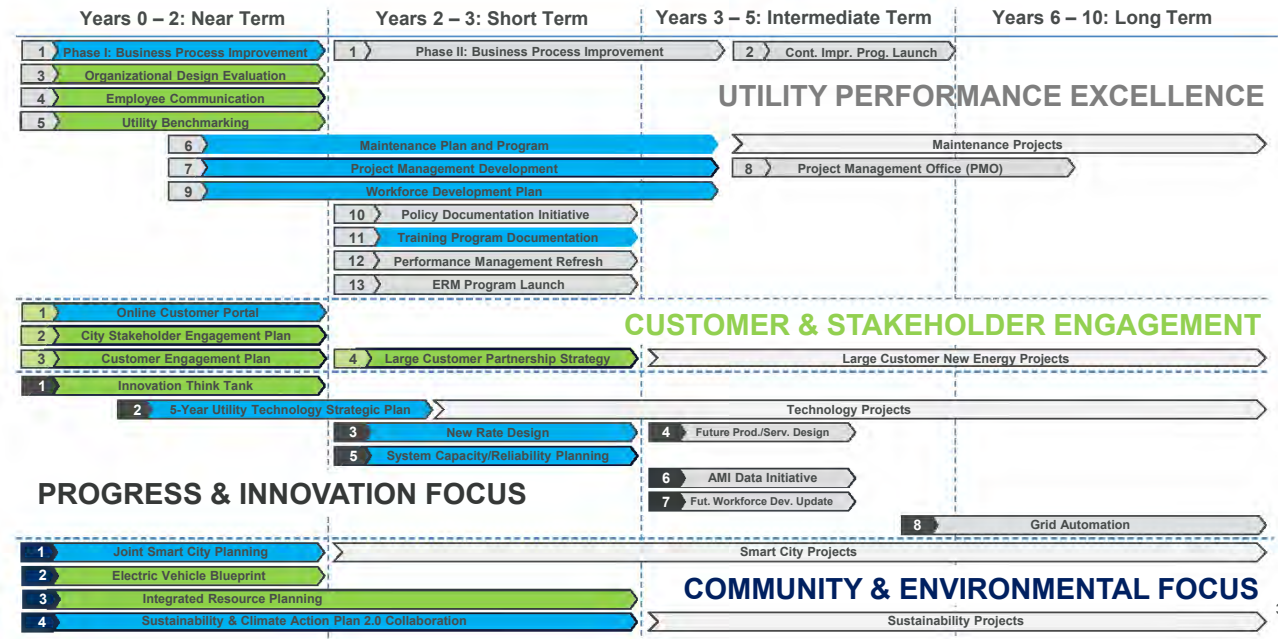 Years 0 – 2: Near Term Years 2 – 3: Short Term Years 3 – 5: Intermediate Term Years 6 – 10: Long Term
1 Phase I: Business Process Improvement 1 Phase II: Business Process Improvement 2 Cont. Impr. Prog. Launch
3 Organizational Design Evaluation
4 Employee Communication
UTILITY PERFORMANCE EXCELLENCE
5 Utility Benchmarking
6 Maintenance Plan and Program Maintenance Projects
7 Project Management Development 8 Project Management Office (PMO)
9 Workforce Development Plan
10 Policy Documentation Initiative
11 Training Program Documentation
12 Performance Management Refresh
13 ERM Program Launch
1 Online Customer Portal
CUSTOMER & STAKEHOLDER ENGAGEMENT
2 City Stakeholder Engagement Plan
3 Customer Engagement Plan 4 Large Customer Partnership Strategy Large Customer New Energy Projects
1 Innovation Think Tank
2 5-Year Utility Technology Strategic Plan Technology Projects
3 New Rate Design 4 Future Prod./Serv. Design
5 System Capacity/Reliability Planning
6 AMI Data Initiative
PROGRESS & INNOVATION FOCUS
7 Fut. Workforce Dev. Update
8 Grid Automation
1 Joint Smart City Planning Smart City Projects
2 Electric Vehicle Blueprint
COMMUNITY & ENVIRONMENTAL FOCUS
3 Integrated Resource Planning
4 Sustainability & Climate Action Plan 2.0 Collaboration Sustainability Projects